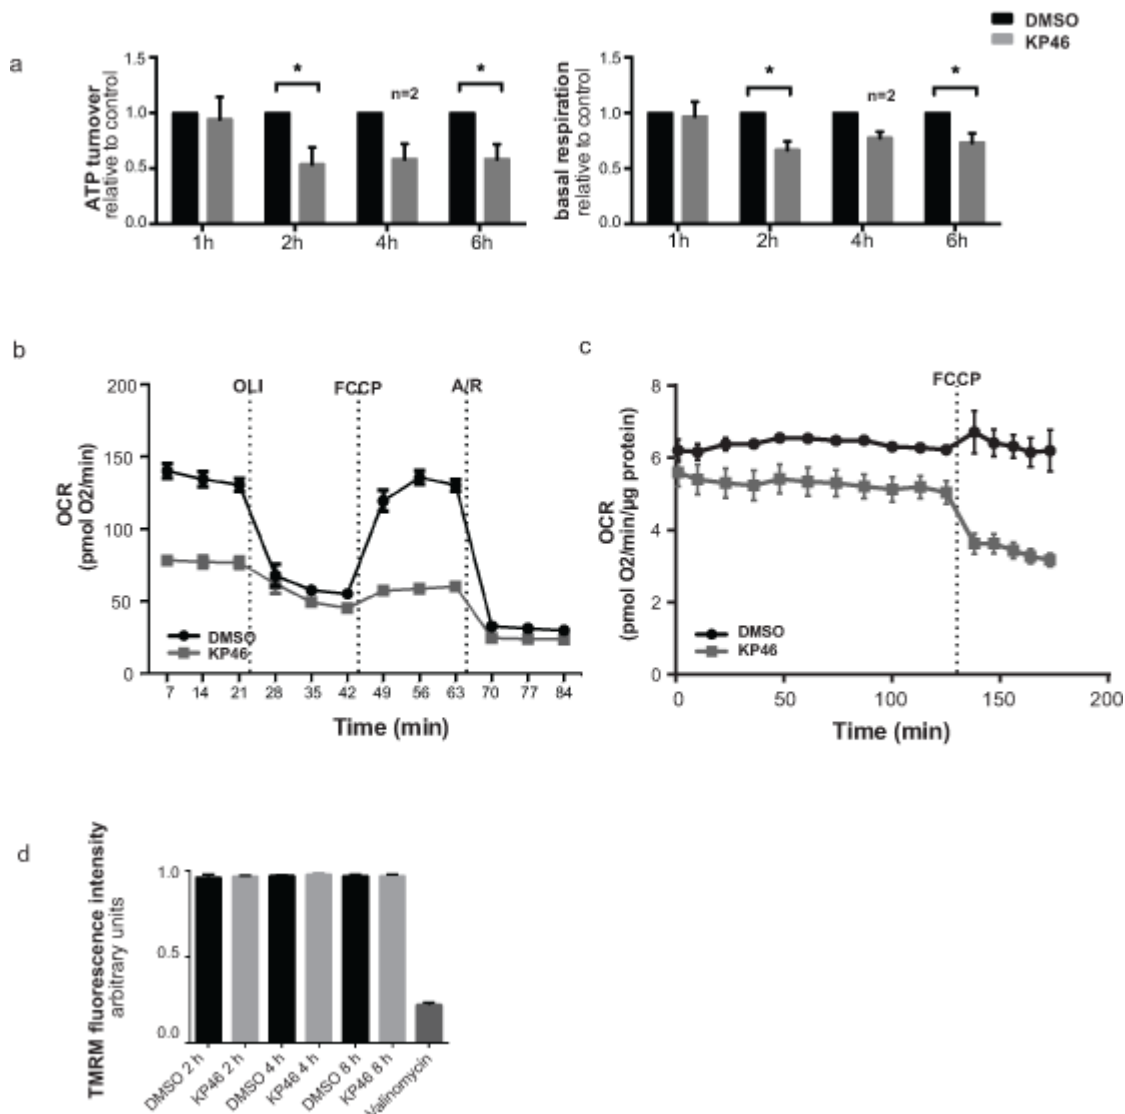 DMSO
KP46
a
ATP turnover
relative to control
1.5
1.0
0.5
0.0
*
n=2
*
1h 2h 4h 6h
basal respiration
relative to control
1.5
1.0
0.5
0.0
*
n=2
*
1h 2h 4h 6h
b
OCR
(pmol O2/min)
200
150
100
50
0
OLI FCCP A/R
DMSO
KP46
7 14 21 28 35 42 49 56 63 70 77 84
Time (min)
c
OCR
(pmol O2/min/µg protein)
8
6
4
2
0
FCCP
DMSO
KP46
0 50 100 150 200
Time (min)
d
TMRM fluorescence intensity
arbitrary units
1.0
0.5
0.0
DMSO 2 h
KP46 2 h
DMSO 4 h
KP46 4 h
DMSO 8 h
KP46 8 h
Valinomycin